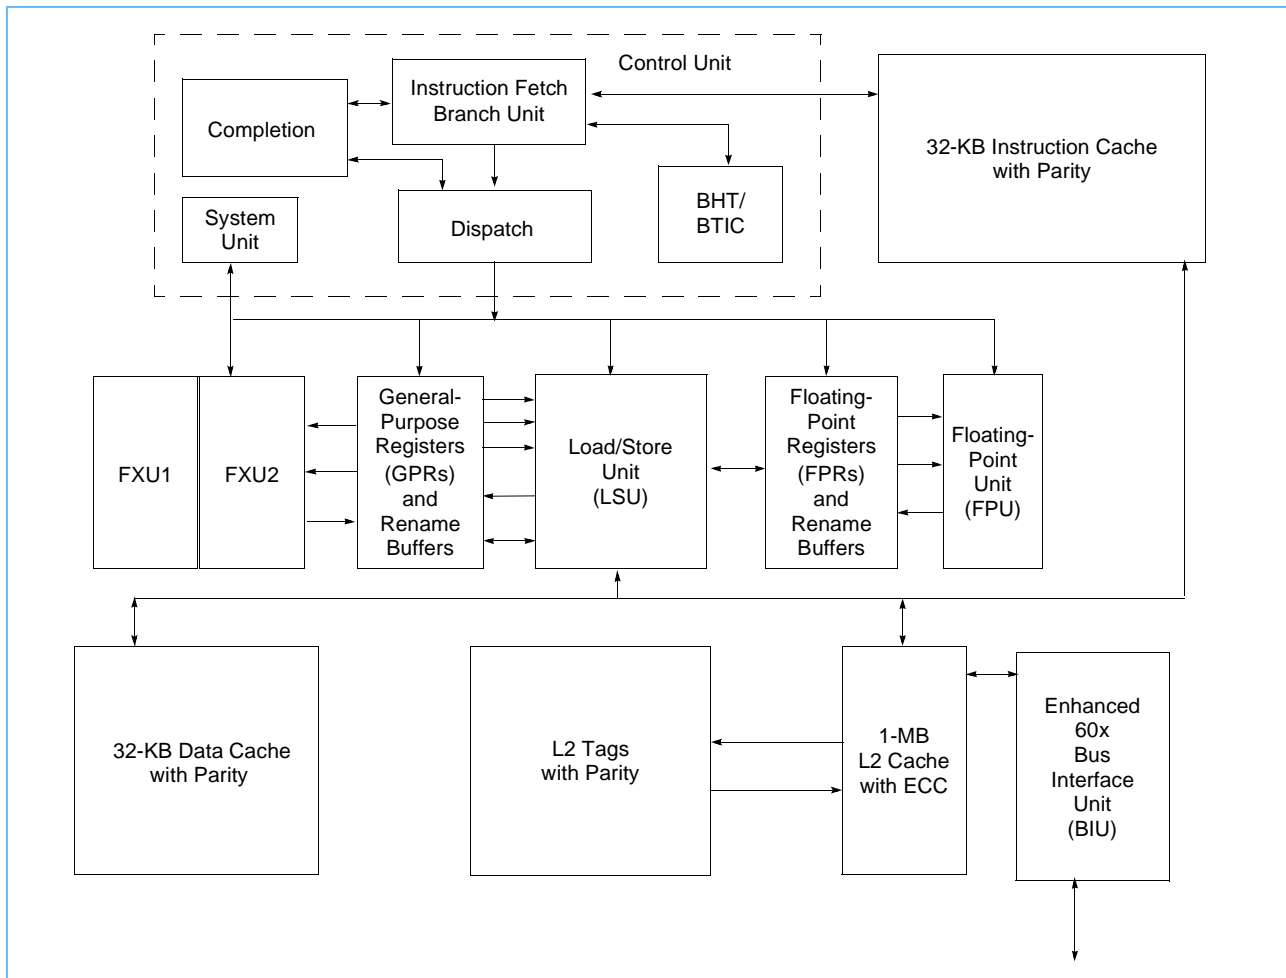 Control Unit
Instruction Fetch
Branch Unit
Completion
32-KB Instruction Cache
with Parity
System
Unit
Dispatch
BHT/
BTIC
FXU1
FXU2
General-
Purpose
Registers
(GPRs)
and
Rename
Buffers
Load/Store
Unit
(LSU)
Floating-
Point
Registers
(FPRs)
and
Rename
Buffers
Floating-
Point
Unit
(FPU)
32-KB Data Cache
with Parity
L2 Tags
with Parity
1-MB
L2 Cache
with ECC
Enhanced
60x
Bus
Interface
Unit
(BIU)